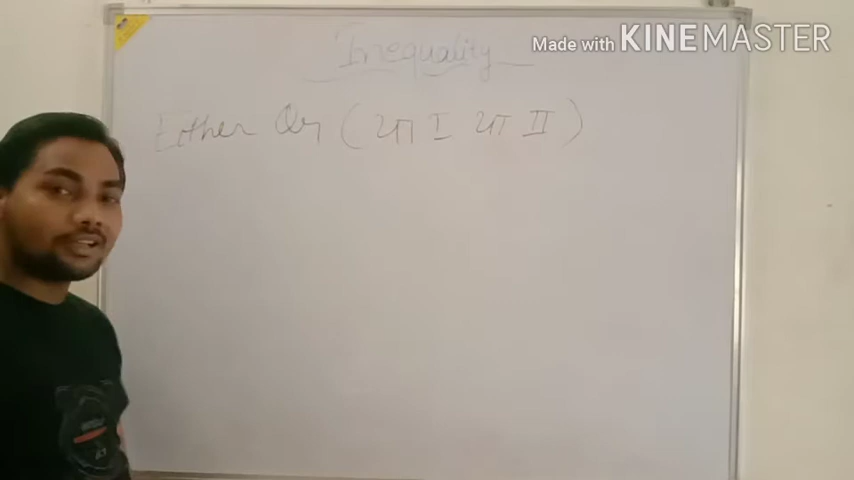 Inequality
Made with KINEMASTER
Either Or (या I या II)